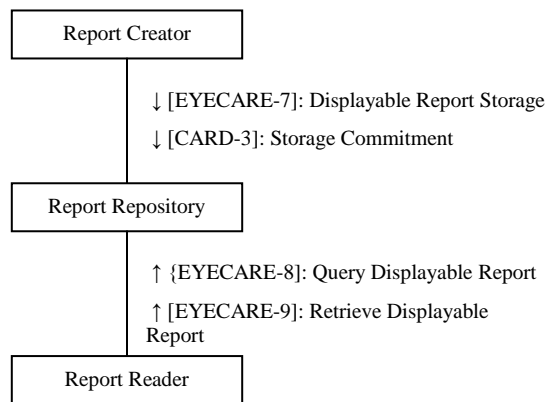 Report Creator
↓ [EYECARE-7]: Displayable Report Storage
↓ [CARD-3]: Storage Commitment
Report Repository
↑ {EYECARE-8]: Query Displayable Report
↑ [EYECARE-9]: Retrieve Displayable
Report
Report Reader